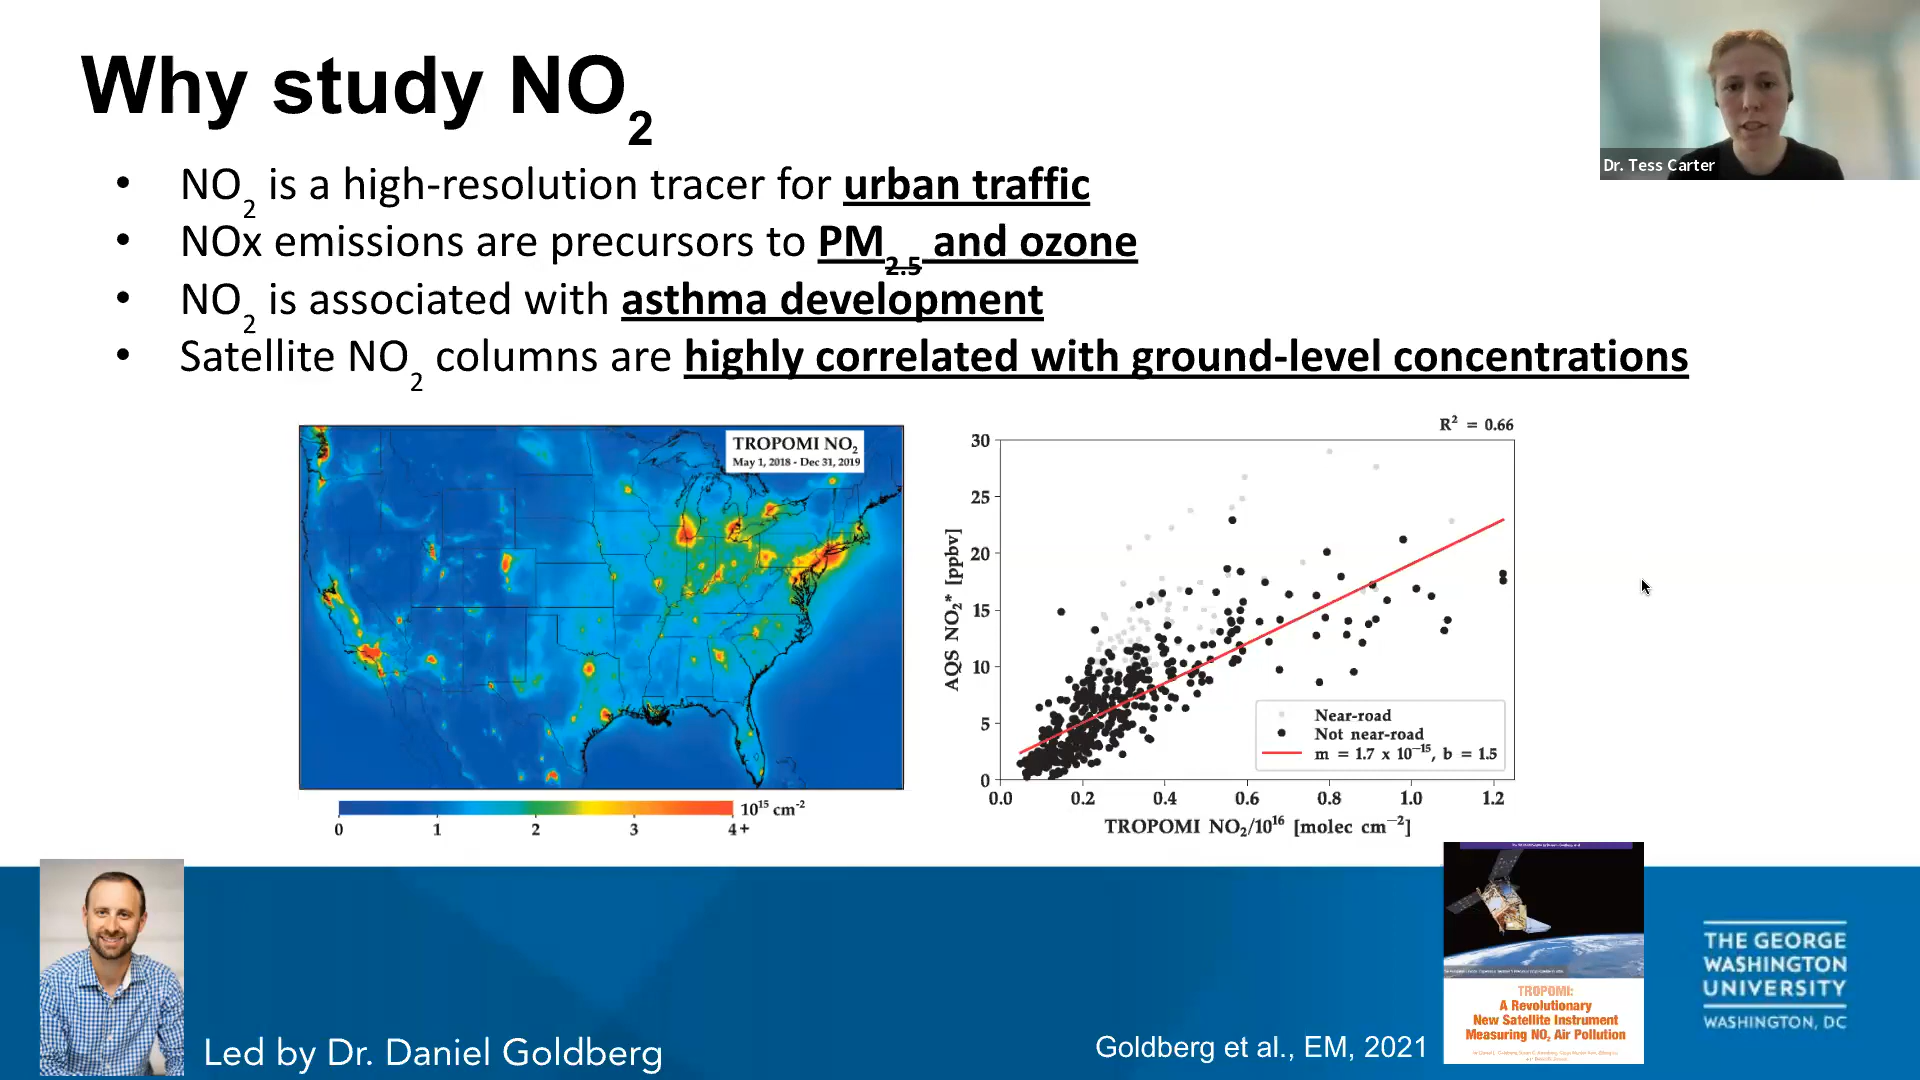 Why study NO2
Dr. Tess Carter
• NO2 is a high-resolution tracer for urban traffic
• NOx emissions are precursors to PM2.5 and ozone
• NO2 is associated with asthma development
• Satellite NO2 columns are highly correlated with ground-level concentrations
TROPOMI NO2
May 1, 2018 - Dec 31, 2019
0 1 2 3 4+
10^15 cm^-2
R^2 = 0.66
AQS NO2* [ppbv]
30
25
20
15
10
5
0
0.0 0.2 0.4 0.6 0.8 1.0 1.2
TROPOMI NO2/10^16 [molec cm^-2]
Near-road
Not near-road
m = 1.7 x 10^-15, b = 1.5
Led by Dr. Daniel Goldberg
Goldberg et al., EM, 2021
TROPOMI:
A Revolutionary
New Satellite Instrument
Measuring NO2 Air Pollution
THE GEORGE
WASHINGTON
UNIVERSITY
WASHINGTON, DC